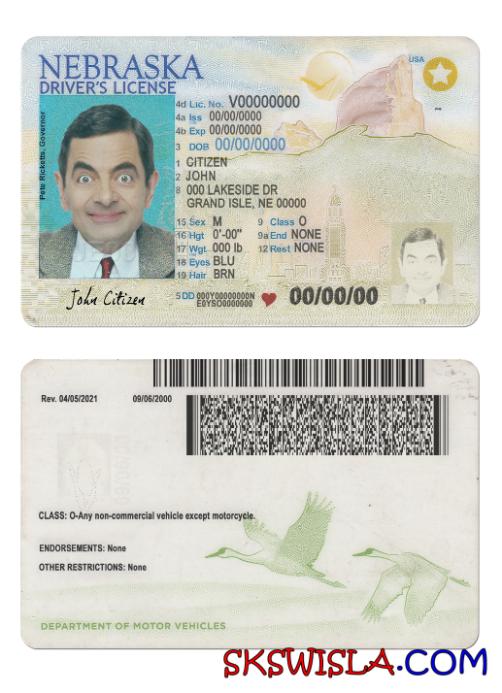 NEBRASKA
USA
DRIVER'S LICENSE
Pete Ricketts, Governor
4d Lic. No. V00000000
4a Iss 00/00/0000
4b Exp 00/00/0000
3 DOB 00/00/0000
1 CITIZEN
2 JOHN
8 000 LAKESIDE DR
GRAND ISLE, NE 00000
15 Sex M 9 Class O
16 Hgt 0'-00" 9a End NONE
17 Wgt 000 lb 12 Rest NONE
18 Eyes BLU
19 Hair BRN
John Citizen
5 DD 000Y00000000N
E0YSO0000000
00/00/00
Rev. 04/05/2021 09/06/2000
CLASS: O-Any non-commercial vehicle except motorcycle.
ENDORSEMENTS: None
OTHER RESTRICTIONS: None
DEPARTMENT OF MOTOR VEHICLES
SKSWISLA.COM